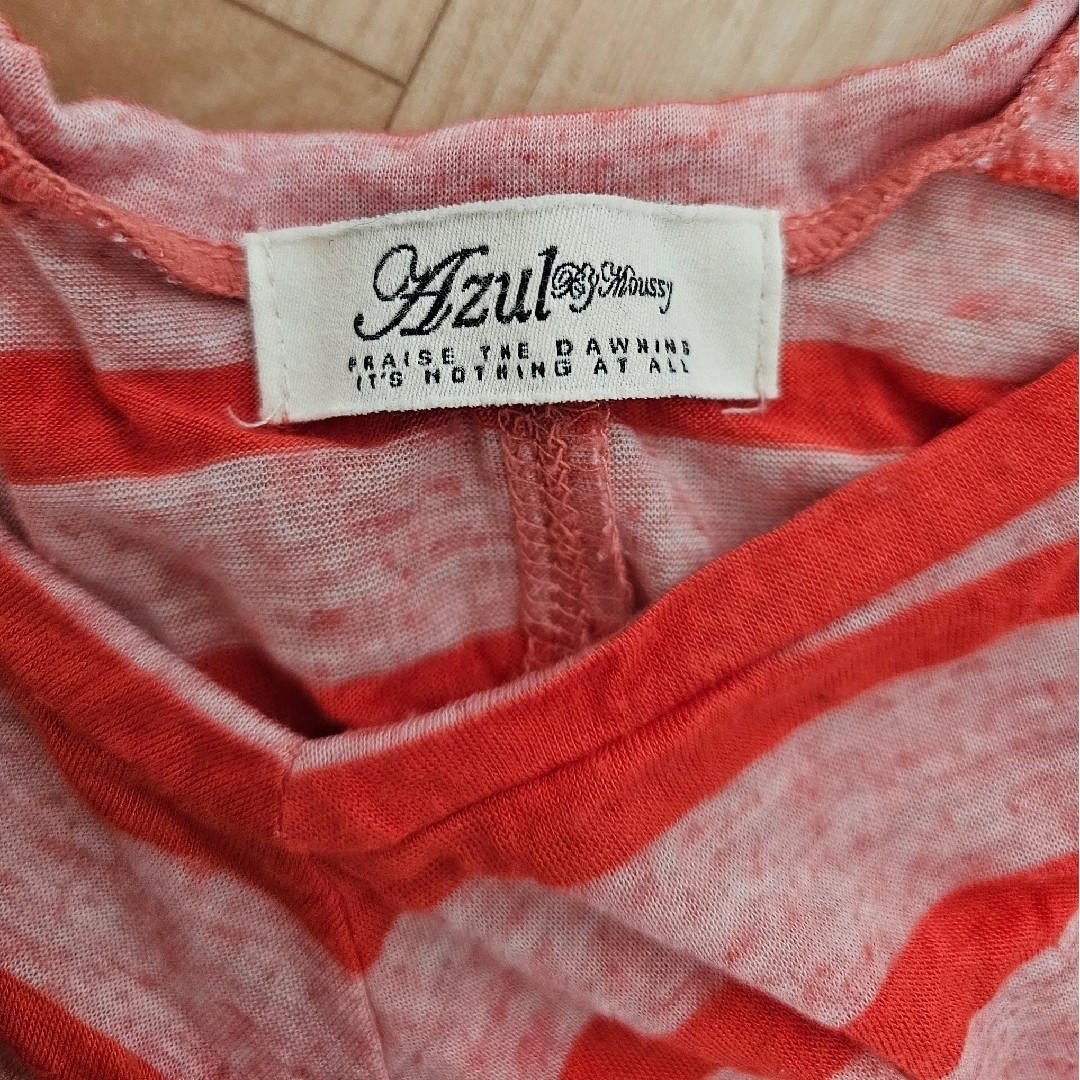 Azul By Moussy
PRAISE THE DAWNING
IT'S NOTHING AT ALL